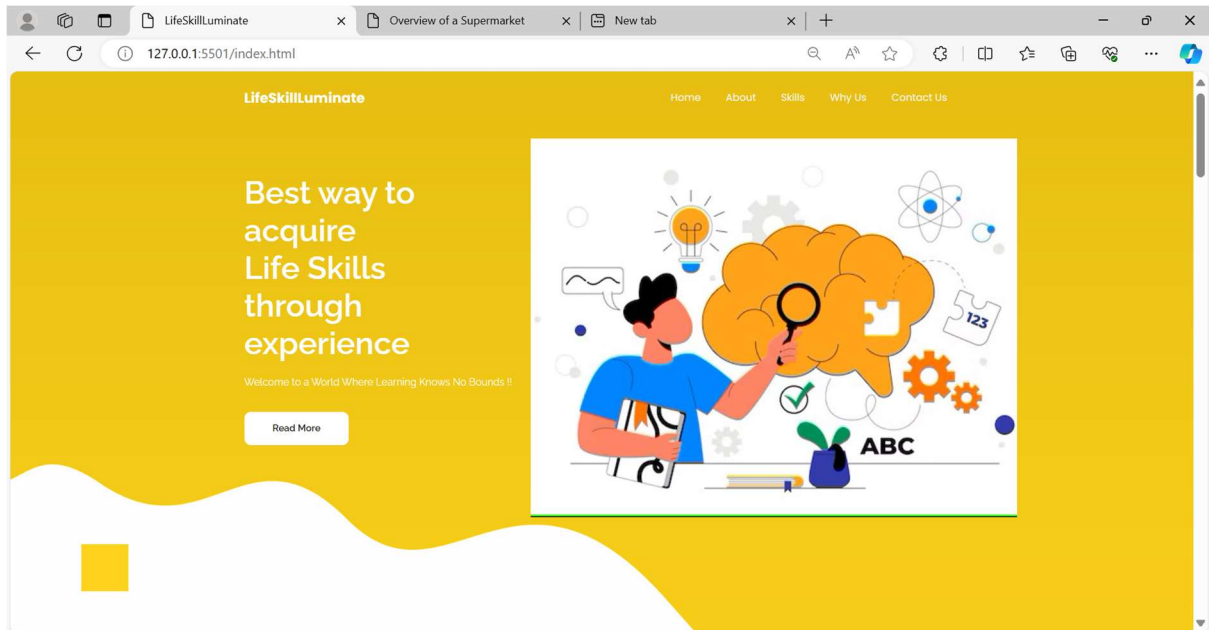 LifeSkillLuminate
Overview of a Supermarket
New tab
127.0.0.1:5501/index.html
LifeSkillLuminate
Home About Skills Why Us Contact Us
Best way to
acquire
Life Skills
through
experience
Welcome to a World Where Learning Knows No Bounds !!
Read More
123
ABC